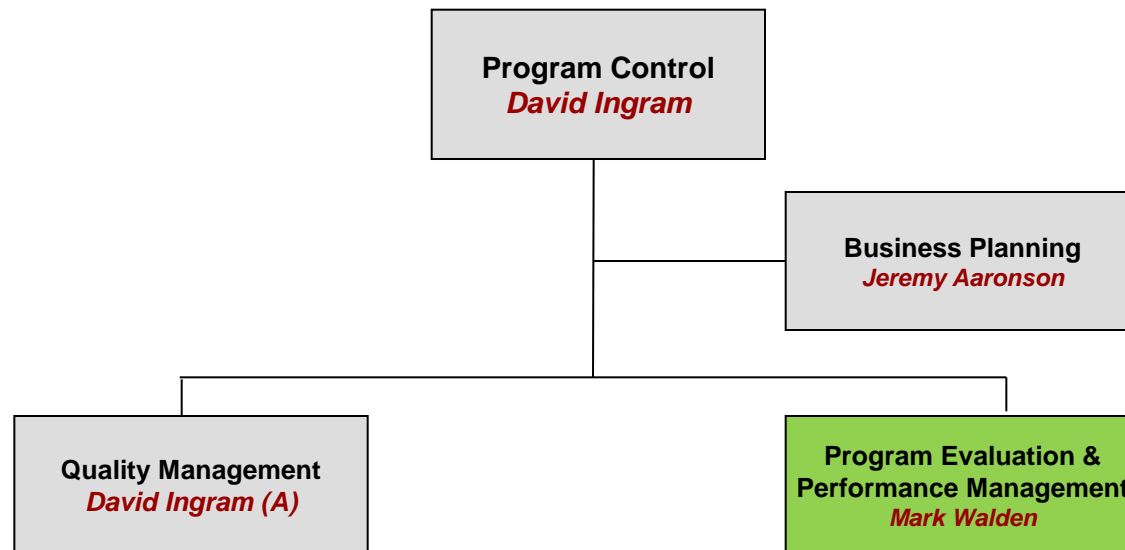 Program Control
David Ingram
Business Planning
Jeremy Aaronson
Quality Management
David Ingram (A)
Program Evaluation &
Performance Management
Mark Walden